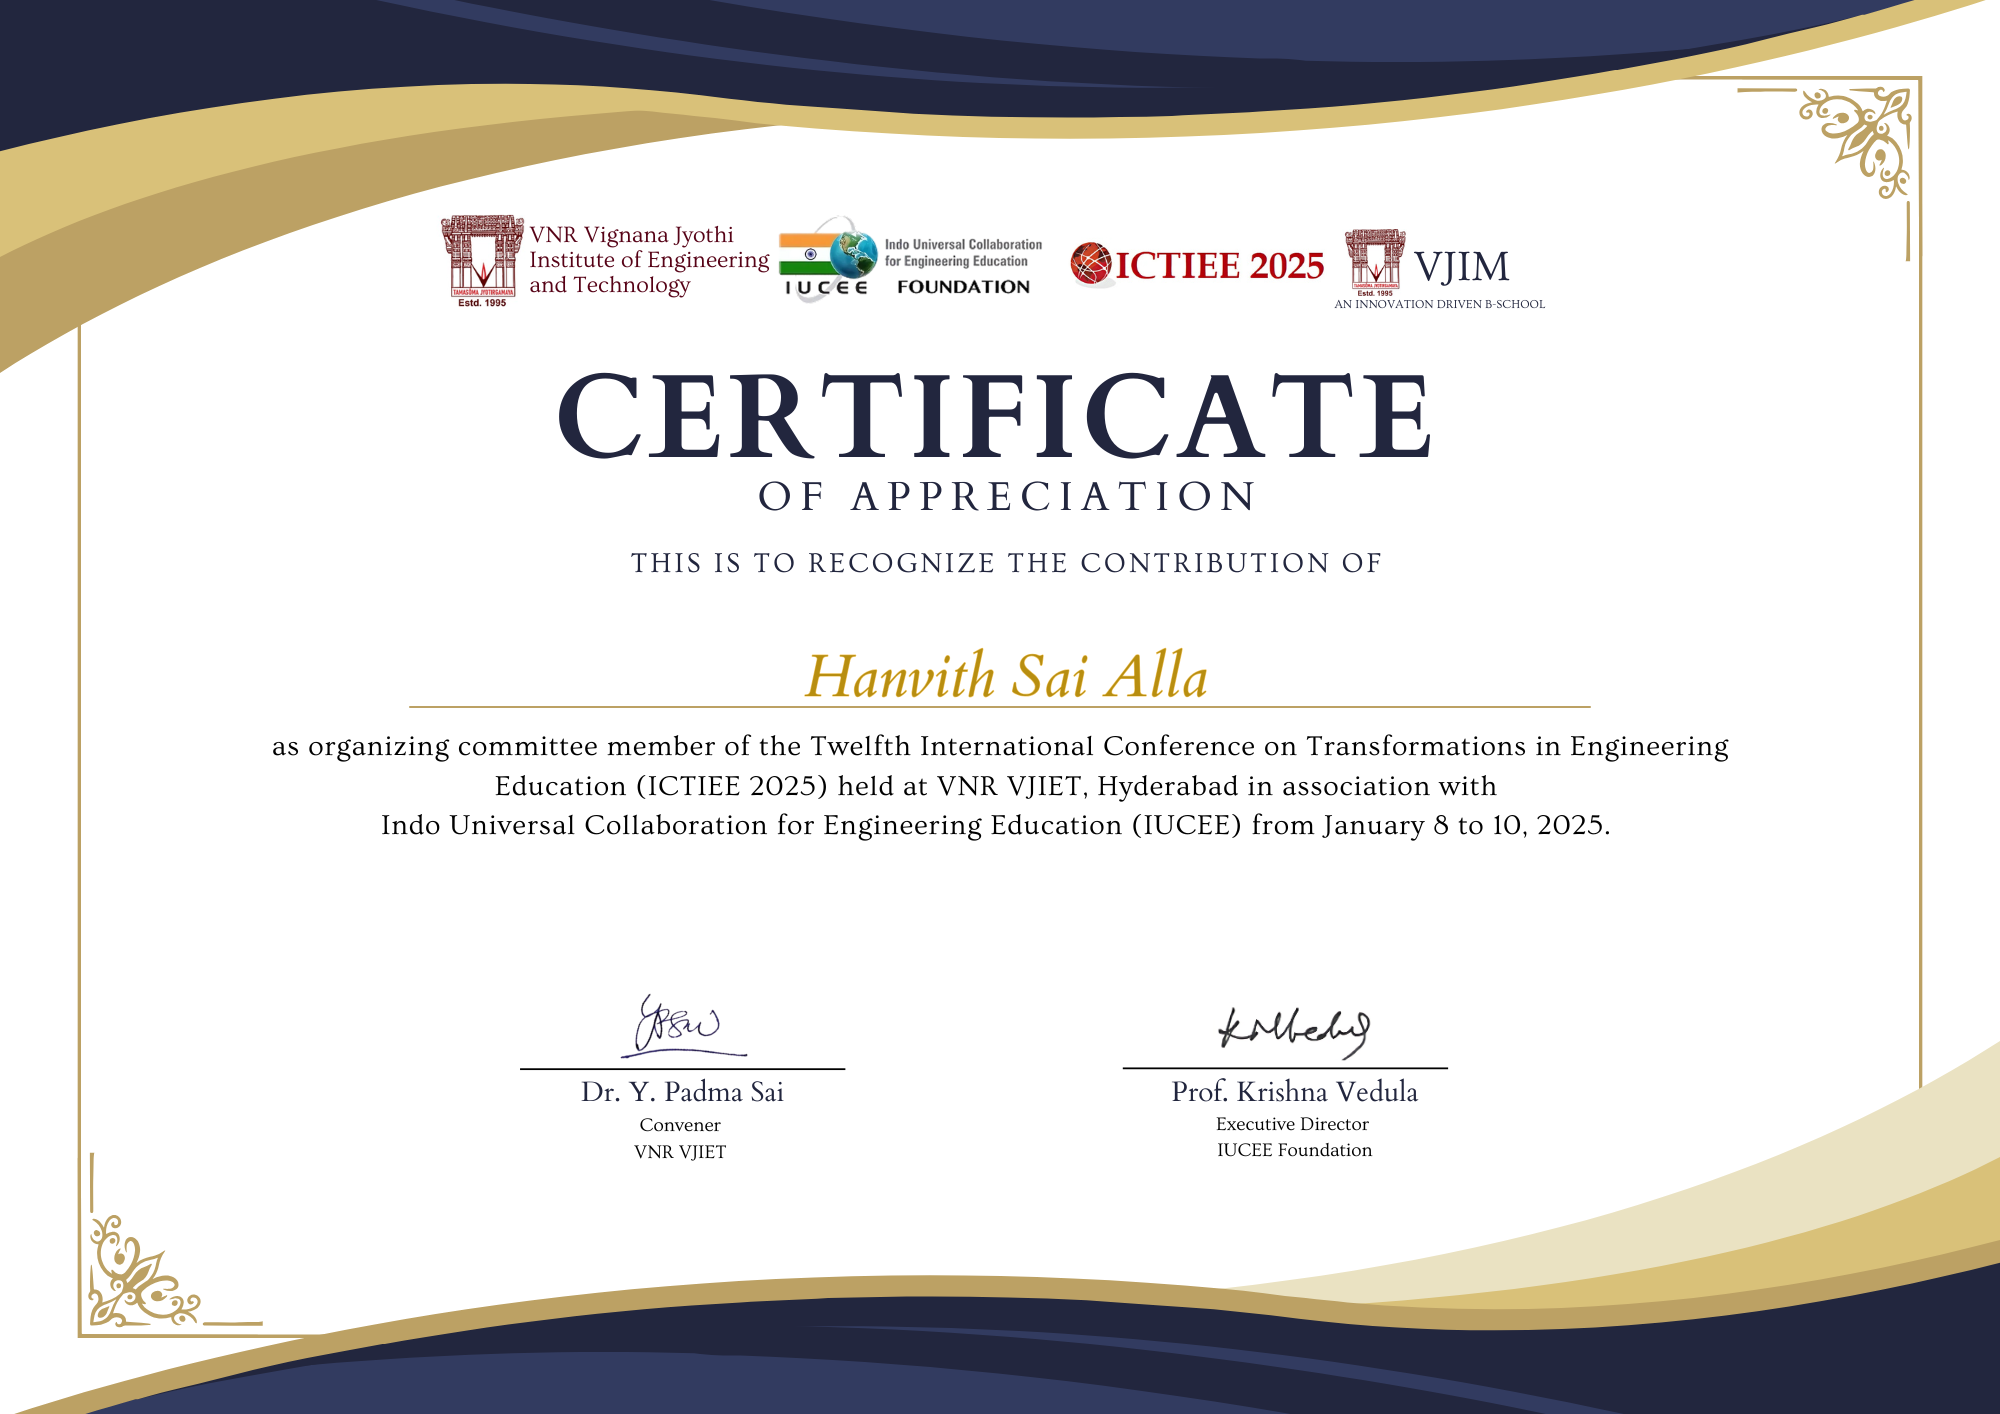 VNR Vignana Jyothi
Institute of Engineering
and Technology
TAMASOMA JYOTIRGAMAYA
Estd. 1995
Indo Universal Collaboration
for Engineering Education
IUCEE FOUNDATION
ICTIEE 2025
Estd. 1995
VJIM
AN INNOVATION DRIVEN B-SCHOOL
CERTIFICATE
OF APPRECIATION
THIS IS TO RECOGNIZE THE CONTRIBUTION OF
Hanvith Sai Alla
as organizing committee member of the Twelfth International Conference on Transformations in Engineering
Education (ICTIEE 2025) held at VNR VJIET, Hyderabad in association with
Indo Universal Collaboration for Engineering Education (IUCEE) from January 8 to 10, 2025.
Dr. Y. Padma Sai
Convener
VNR VJIET
Prof. Krishna Vedula
Executive Director
IUCEE Foundation